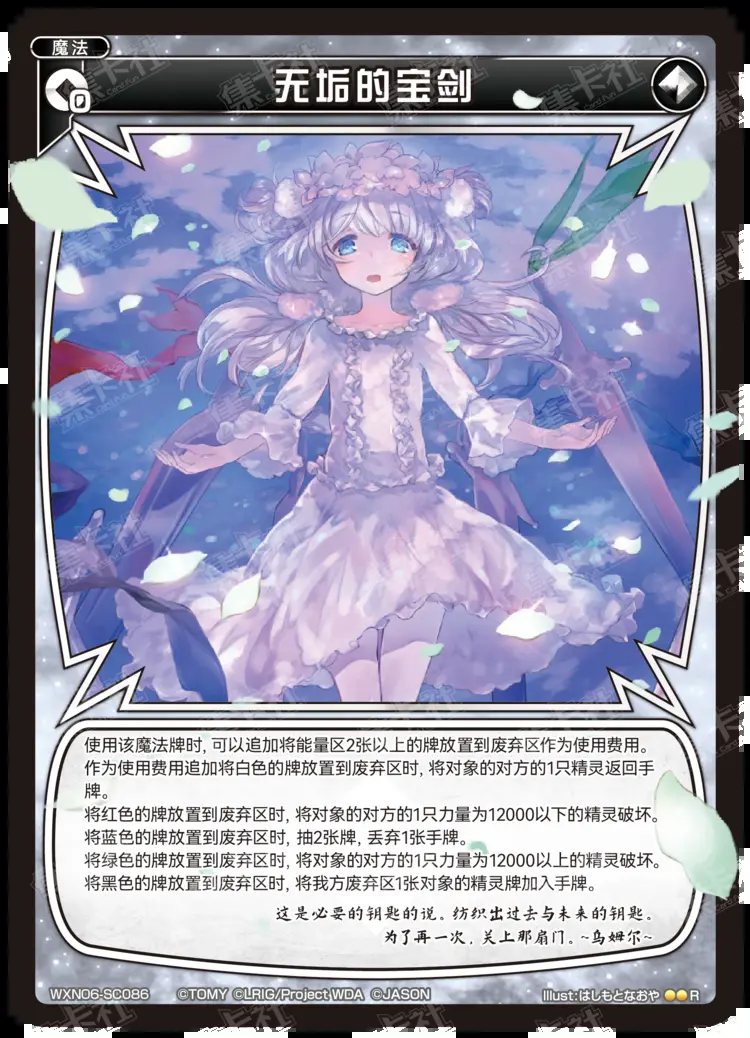 魔法
0
无垢的宝剑
使用该魔法牌时, 可以追加将能量区2张以上的牌放置到废弃区作为使用费用。
作为使用费用追加将白色的牌放置到废弃区时, 将对象的对方的1只精灵返回手
牌。
将红色的牌放置到废弃区时, 将对象的对方的1只力量为12000以下的精灵破坏。
将蓝色的牌放置到废弃区时, 抽2张牌, 丢弃1张手牌。
将绿色的牌放置到废弃区时, 将对象的对方的1只力量为12000以上的精灵破坏。
将黑色的牌放置到废弃区时, 将我方废弃区1张对象的精灵牌加入手牌。
这是必要的钥匙的说。纺织出过去与未来的钥匙。
为了再一次, 关上那扇门。~乌姆尔~
WXN06-SC086 ©TOMY ©LRIG/Project WDA ©JASON Illust:はしもとなおや R
集卡社